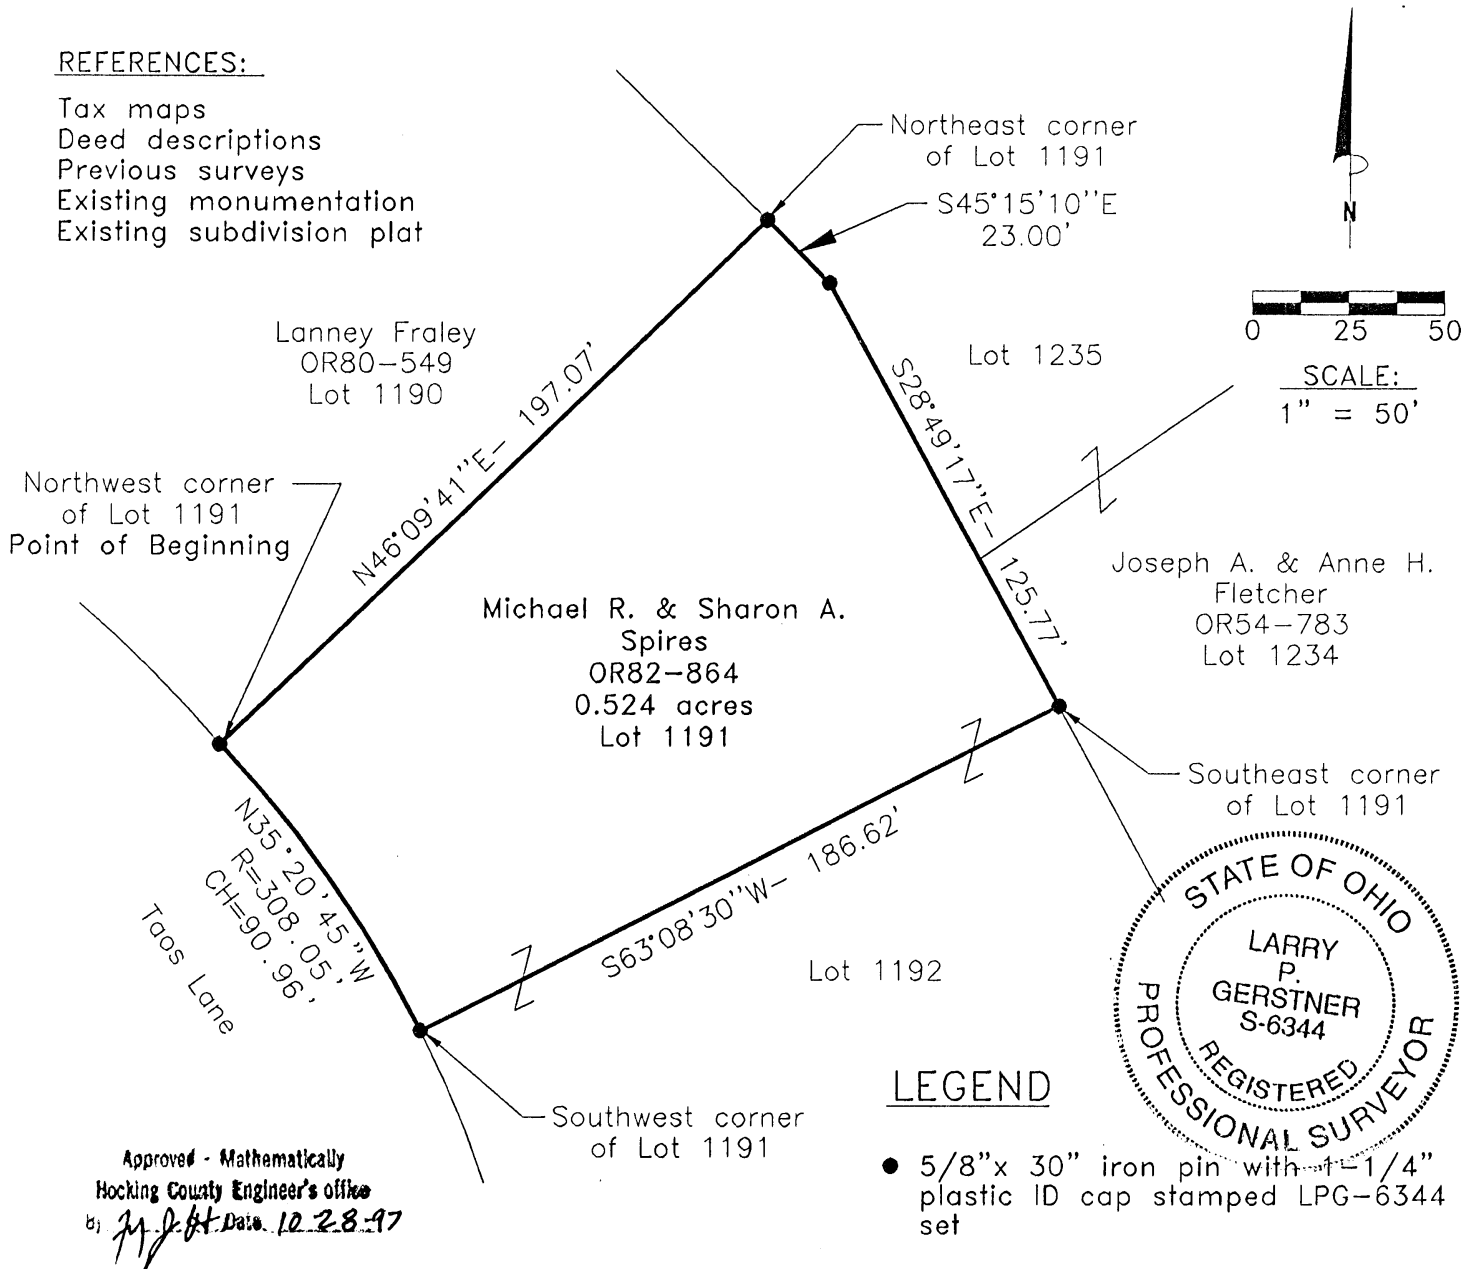 REFERENCES:
Tax maps
Deed descriptions
Previous surveys
Existing monumentation
Existing subdivision plat
Northeast corner
of Lot 1191
S45°15'10"E
23.00'
N
0 25 50
SCALE:
1" = 50'
Lanney Fraley
OR80-549
Lot 1190
N46°09'41"E- 197.07'
Lot 1235
S28°49'17"E- 125.77'
Northwest corner
of Lot 1191
Point of Beginning
Michael R. & Sharon A.
Spires
OR82-864
0.524 acres
Lot 1191
Joseph A. & Anne H.
Fletcher
OR54-783
Lot 1234
Southeast corner
of Lot 1191
N35°20'45"W
R=308.05'
CH=90.96'
Taos Lane
S63°08'30"W- 186.62'
Lot 1192
STATE OF OHIO
LARRY
P.
GERSTNER
S-6344
REGISTERED
PROFESSIONAL SURVEYOR
Southwest corner
of Lot 1191
LEGEND
5/8"x 30" iron pin with 1-1/4"
plastic ID cap stamped LPG-6344
set
Approved - Mathematically
Hocking County Engineer's office
by Date 10-28-97